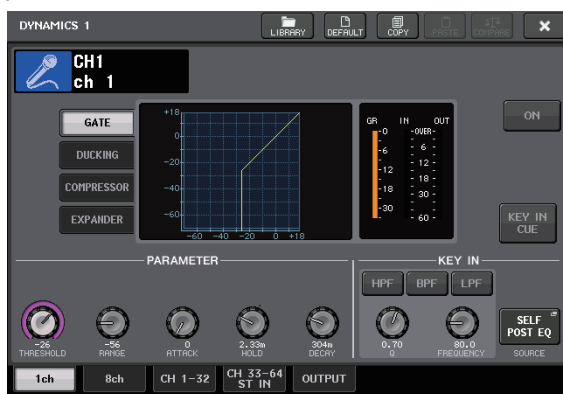 DYNAMICS 1
LIBRARY
DEFAULT
COPY
PASTE
COMPARE
CH1
ch 1
GATE
DUCKING
COMPRESSOR
EXPANDER
+18
0
-20
-40
-60
-60 -40 -20 0 +18
GR IN OUT
-0 -OVER-
-6 6
-12 12
-18 18
-30 30
60
ON
KEY IN
CUE
PARAMETER
KEY IN
HPF
BPF
LPF
-26
THRESHOLD
-56
RANGE
0
ATTACK
2.33m
HOLD
304m
DECAY
0.70
Q
80.0
FREQUENCY
SELF
POST EQ
SOURCE
1ch
8ch
CH 1-32
CH 33-64
ST IN
OUTPUT